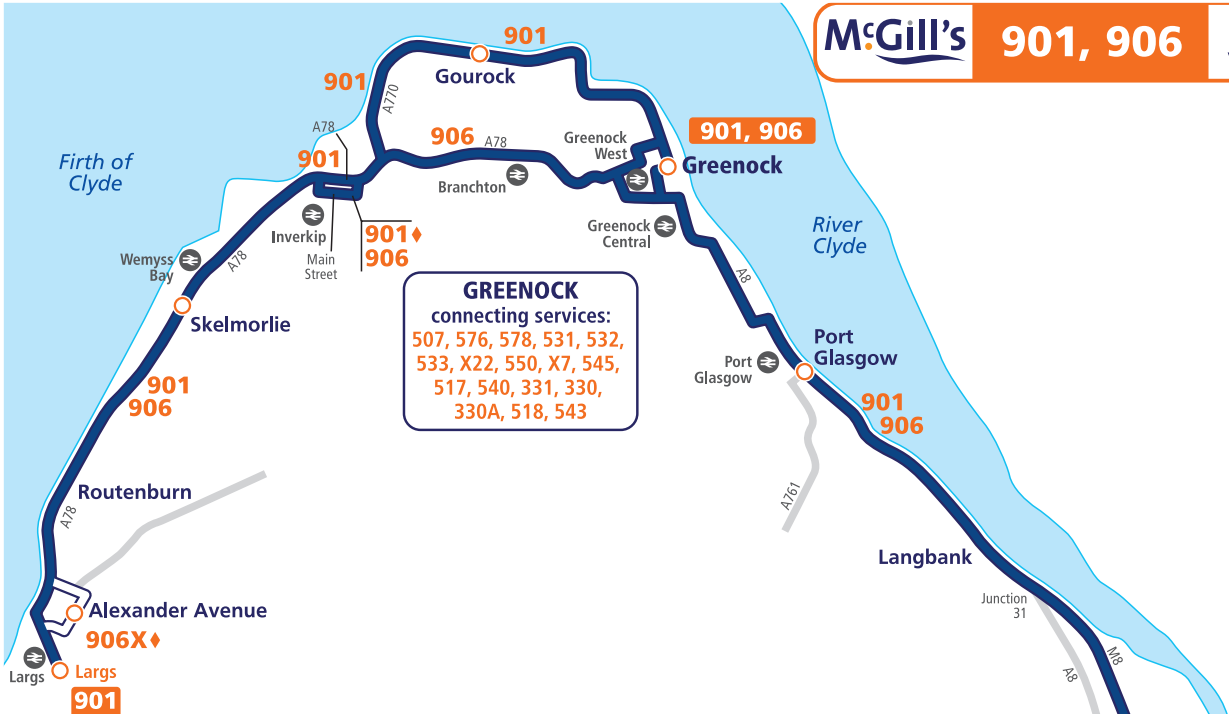 McGill's
901, 906
901
Gourock
901
A770
A78
906
A78
Greenock
West
901, 906
Greenock
Firth of
Clyde
901
Branchton
Inverkip
Main
Street
901♦
906
Greenock
Central
River
Clyde
Wemyss
Bay
A78
A8
Skelmorlie
GREENOCK
connecting services:
507, 576, 578, 531, 532,
533, X22, 550, X7, 545,
517, 540, 331, 330,
330A, 518, 543
Port
Glasgow
Port
Glasgow
901
906
901
906
Routenburn
A78
A761
Langbank
Junction
31
Alexander Avenue
906X♦
Largs
Largs
901
M8
A8